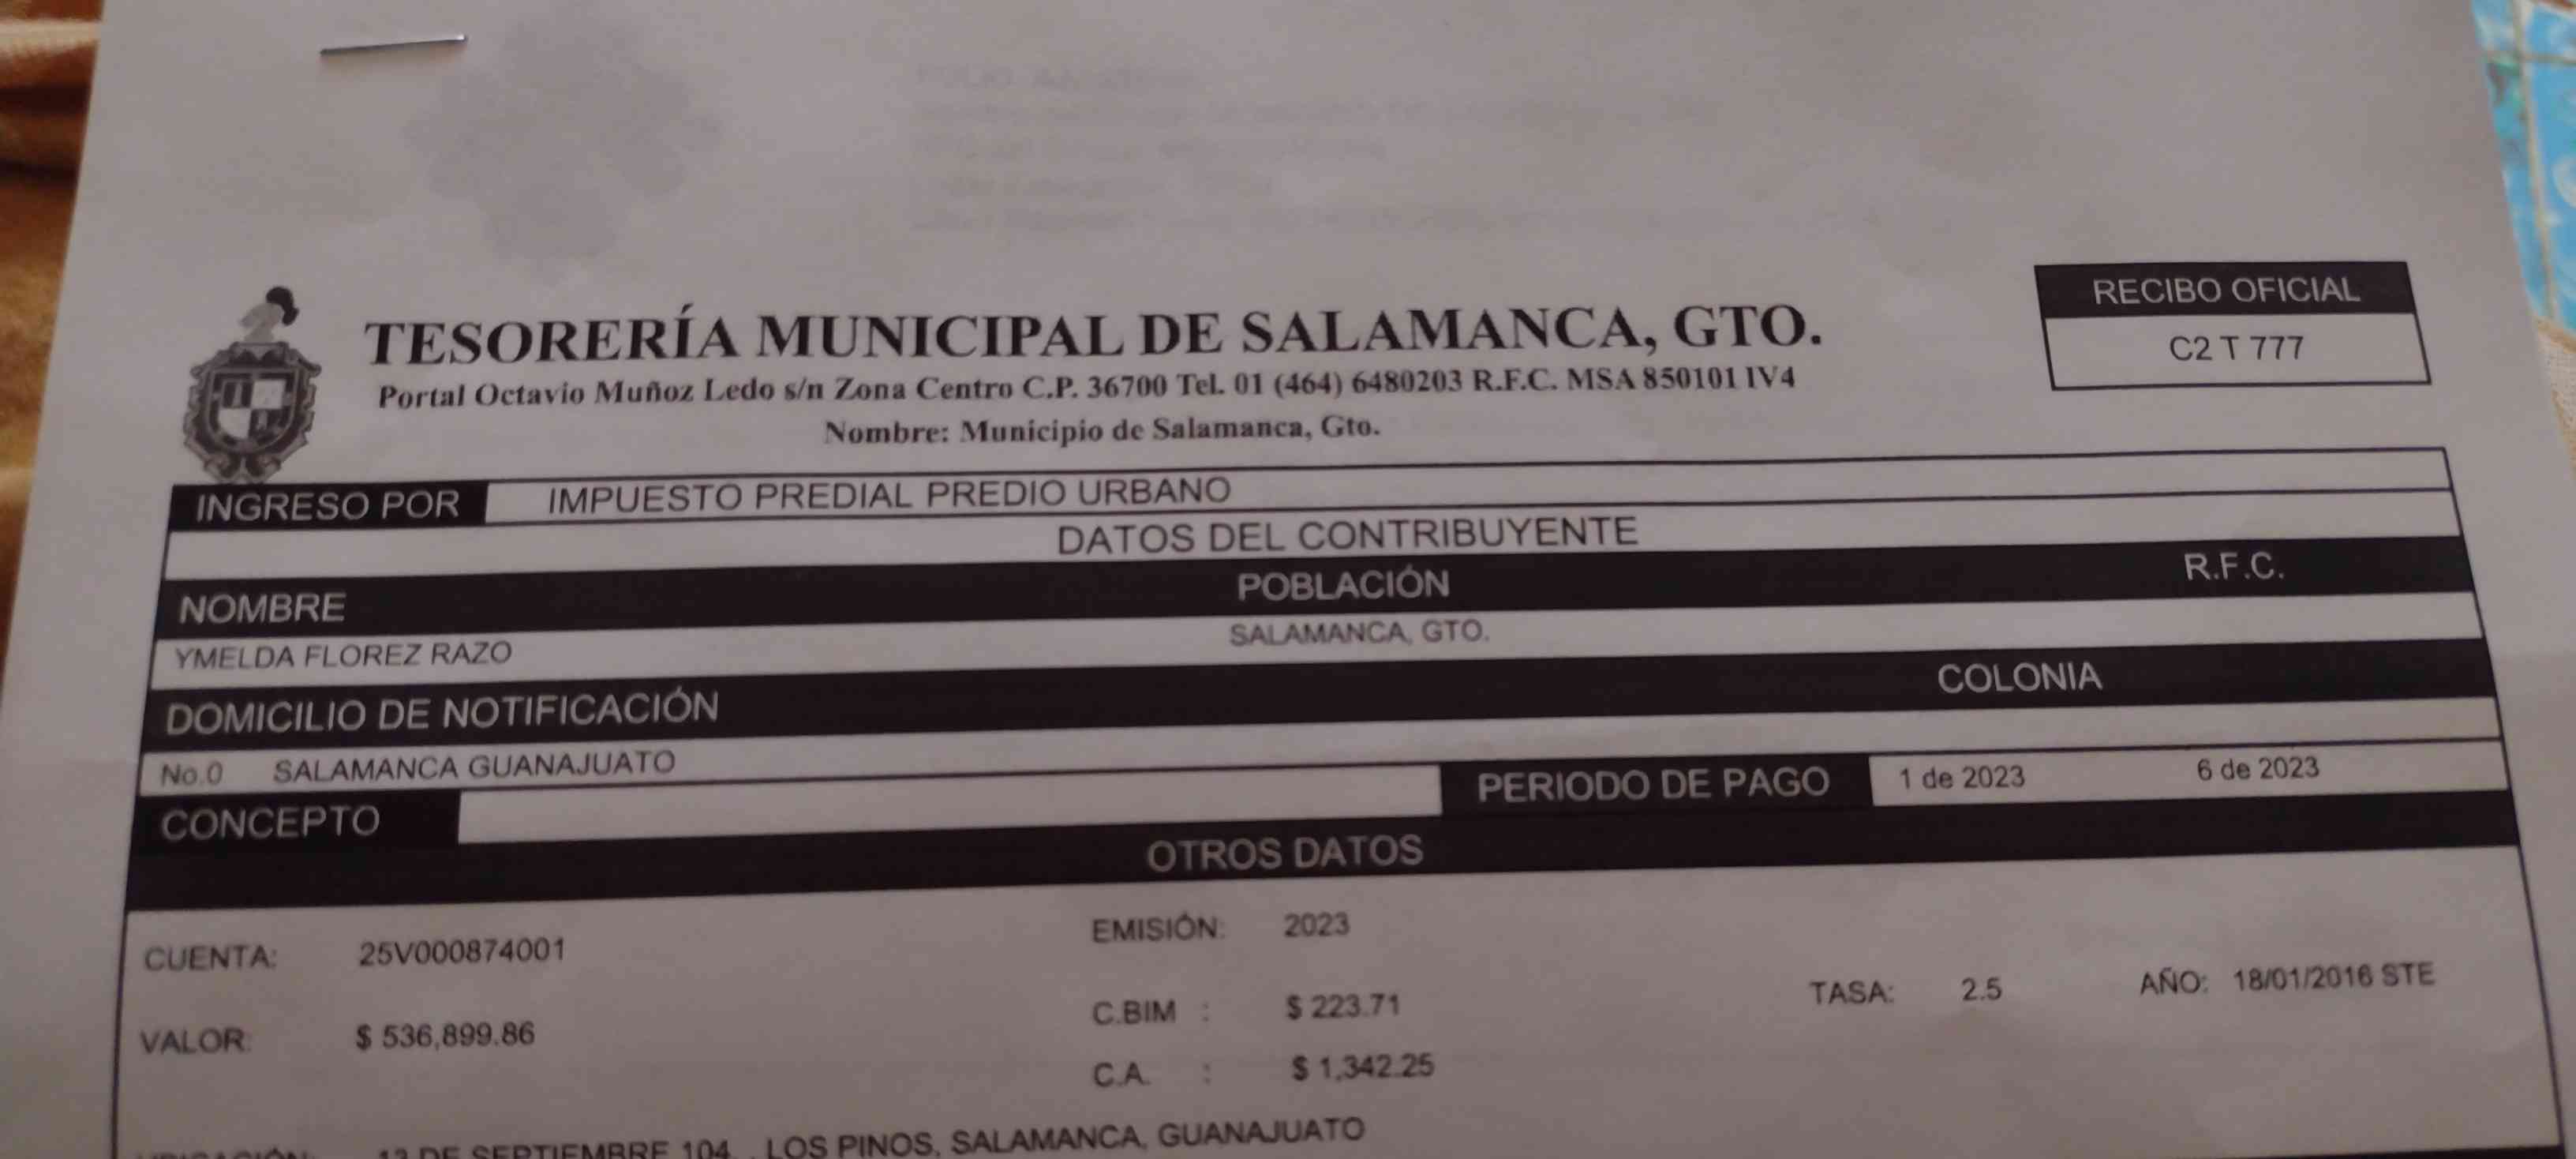 TESORERÍA MUNICIPAL DE SALAMANCA, GTO.
Portal Octavio Muñoz Ledo s/n Zona Centro C.P. 36700 Tel. 01 (464) 6480203 R.F.C. MSA 850101 IV4
Nombre: Municipio de Salamanca, Gto.
RECIBO OFICIAL
C2 T 777
INGRESO POR IMPUESTO PREDIAL PREDIO URBANO
DATOS DEL CONTRIBUYENTE
NOMBRE POBLACIÓN R.F.C.
YMELDA FLOREZ RAZO SALAMANCA, GTO.
DOMICILIO DE NOTIFICACIÓN COLONIA
No.0 SALAMANCA GUANAJUATO
CONCEPTO PERIODO DE PAGO 1 de 2023 6 de 2023
OTROS DATOS
CUENTA: 25V000874001 EMISIÓN: 2023
VALOR: $ 536,899.86 C.BIM : $ 223.71 TASA: 2.5 AÑO: 18/01/2016 STE
C.A. : $ 1,342.25
DE SEPTIEMBRE 104, LOS PINOS, SALAMANCA, GUANAJUATO